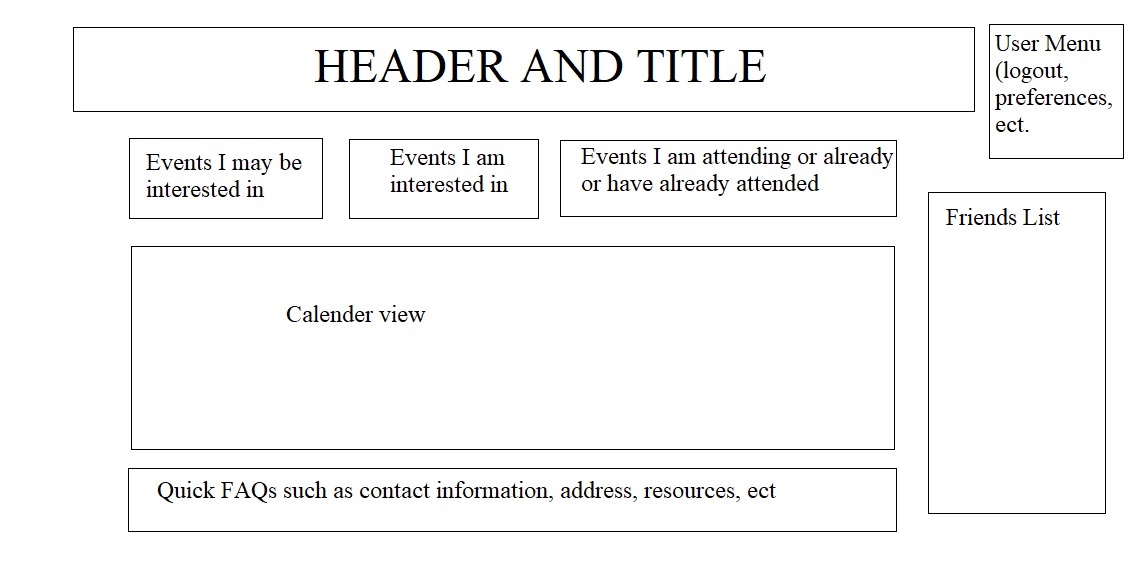 HEADER AND TITLE
User Menu
(logout,
preferences,
ect.
Events I may be
interested in
Events I am
interested in
Events I am attending or already
or have already attended
Friends List
Calender view
Quick FAQs such as contact information, address, resources, ect